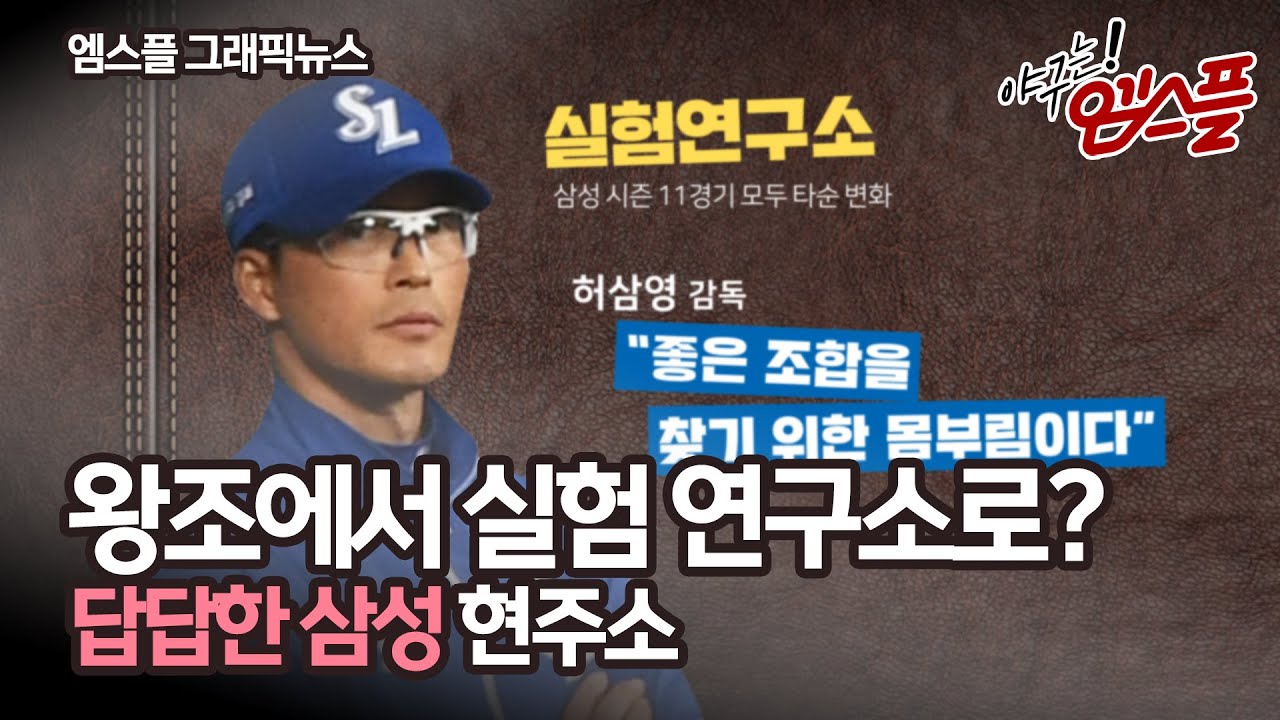 엠스플 그래픽뉴스
야구는!
엠스플
SL
실험연구소
삼성 시즌 11경기 모두 타순 변화
허삼영 감독
"좋은 조합을
찾기 위한 몸부림이다"
왕조에서 실험 연구소로?
답답한 삼성 현주소